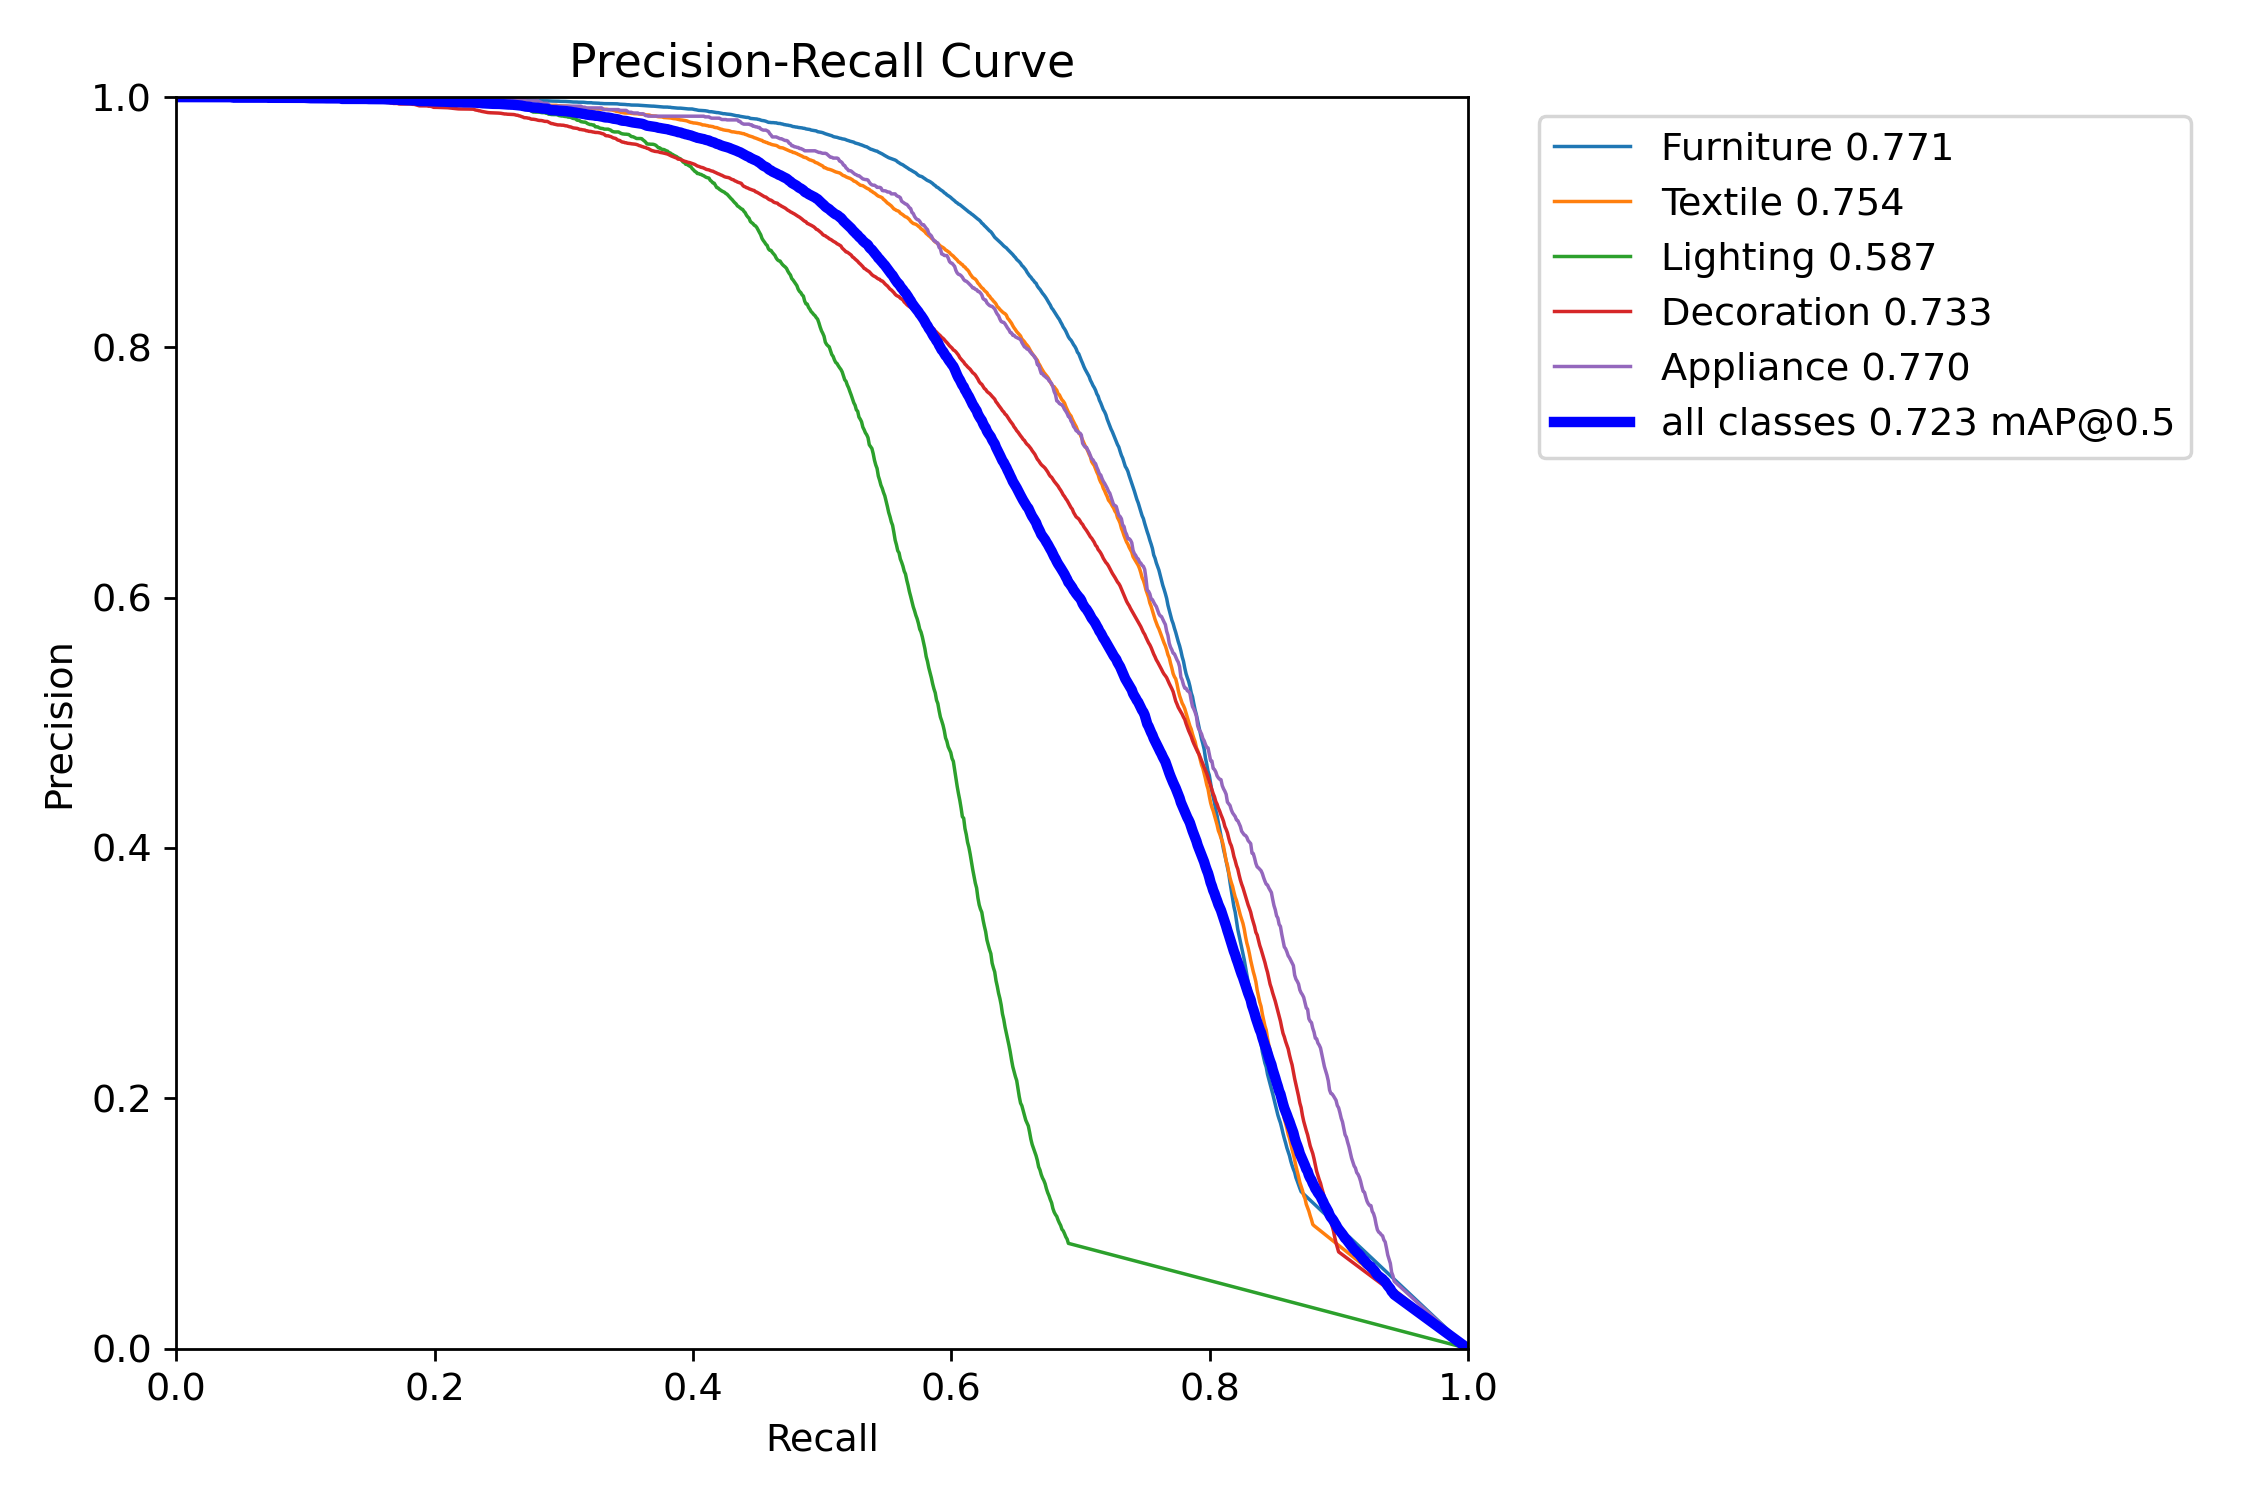 Precision-Recall Curve
1.0
0.8
0.6
0.4
0.2
0.0
Precision
0.0 0.2 0.4 0.6 0.8 1.0
Recall
Furniture 0.771
Textile 0.754
Lighting 0.587
Decoration 0.733
Appliance 0.770
all classes 0.723 mAP@0.5